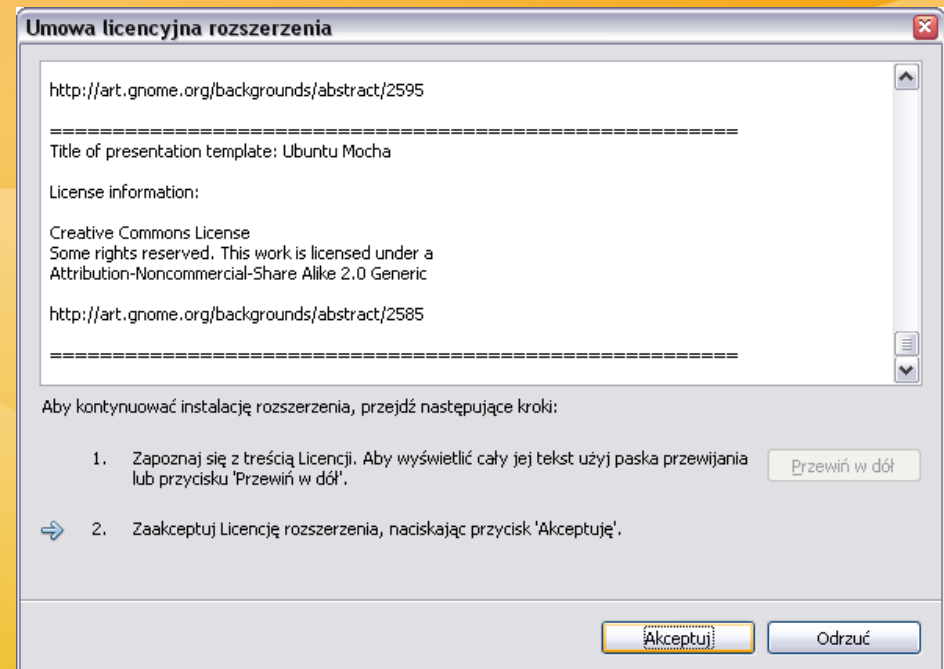 Umowa licencyjna rozszerzenia
http://art.gnome.org/backgrounds/abstract/2595
=======================================================
Title of presentation template: Ubuntu Mocha
License information:
Creative Commons License
Some rights reserved. This work is licensed under a
Attribution-Noncommercial-Share Alike 2.0 Generic
http://art.gnome.org/backgrounds/abstract/2585
=======================================================
Aby kontynuować instalację rozszerzenia, przejdź następujące kroki:
1. Zapoznaj się z treścią Licencji. Aby wyświetlić cały jej tekst użyj paska przewijania
lub przycisku 'Przewiń w dół'.
Przewiń w dół
2. Zaakceptuj Licencję rozszerzenia, naciskając przycisk 'Akceptuję'.
Akceptuj
Odrzuć